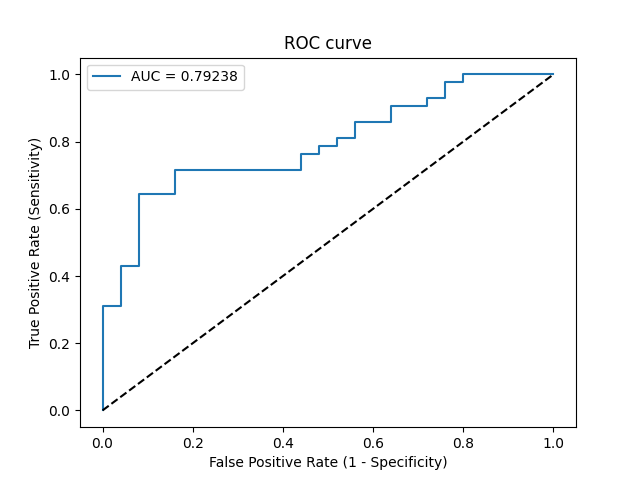 ROC curve
AUC = 0.79238
True Positive Rate (Sensitivity)
1.0
0.8
0.6
0.4
0.2
0.0
0.0 0.2 0.4 0.6 0.8 1.0
False Positive Rate (1 - Specificity)